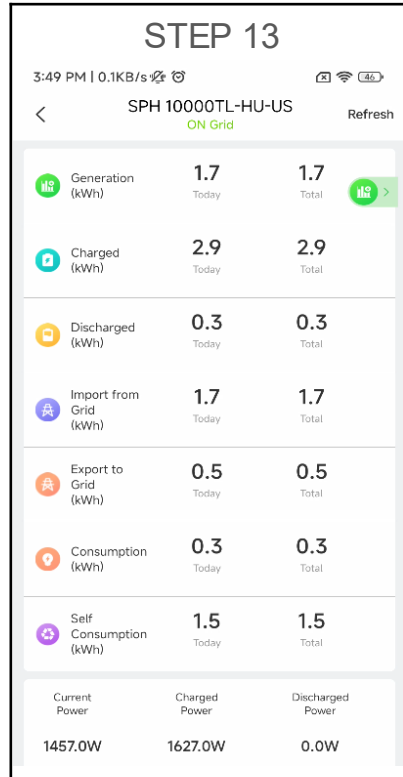 STEP 13
3:49 PM | 0.1KB/s
46
SPH 10000TL-HU-US
ON Grid
Refresh
Generation
(kWh)
1.7
Today
1.7
Total
Charged
(kWh)
2.9
Today
2.9
Total
Discharged
(kWh)
0.3
Today
0.3
Total
Import from
Grid
(kWh)
1.7
Today
1.7
Total
Export to
Grid
(kWh)
0.5
Today
0.5
Total
Consumption
(kWh)
0.3
Today
0.3
Total
Self
Consumption
(kWh)
1.5
Today
1.5
Total
Current
Power
Charged
Power
Discharged
Power
1457.0W
1627.0W
0.0W